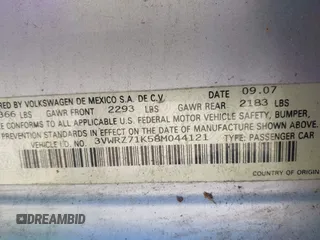 RED BY VOLKSWAGEN DE MEXICO S.A. DE C.V.
DATE 09.07
366 LBS GAWR FRONT 2293 LBS GAWR REAR 2183 LBS
E CONFORMS TO ALL APPLICABLE U.S. FEDERAL MOTOR VEHICLE SAFETY, BUMPER,
PREVENTION STANDARDS IN EFFECT ON THE DATE OF MANUFACTURE SHOWN ABOVE.
VEHICLE I.D. NO. 3VWRZ71K58M044121 TYPE: PASSENGER CAR
COUNTRY OF ORIGIN
DREAMBID